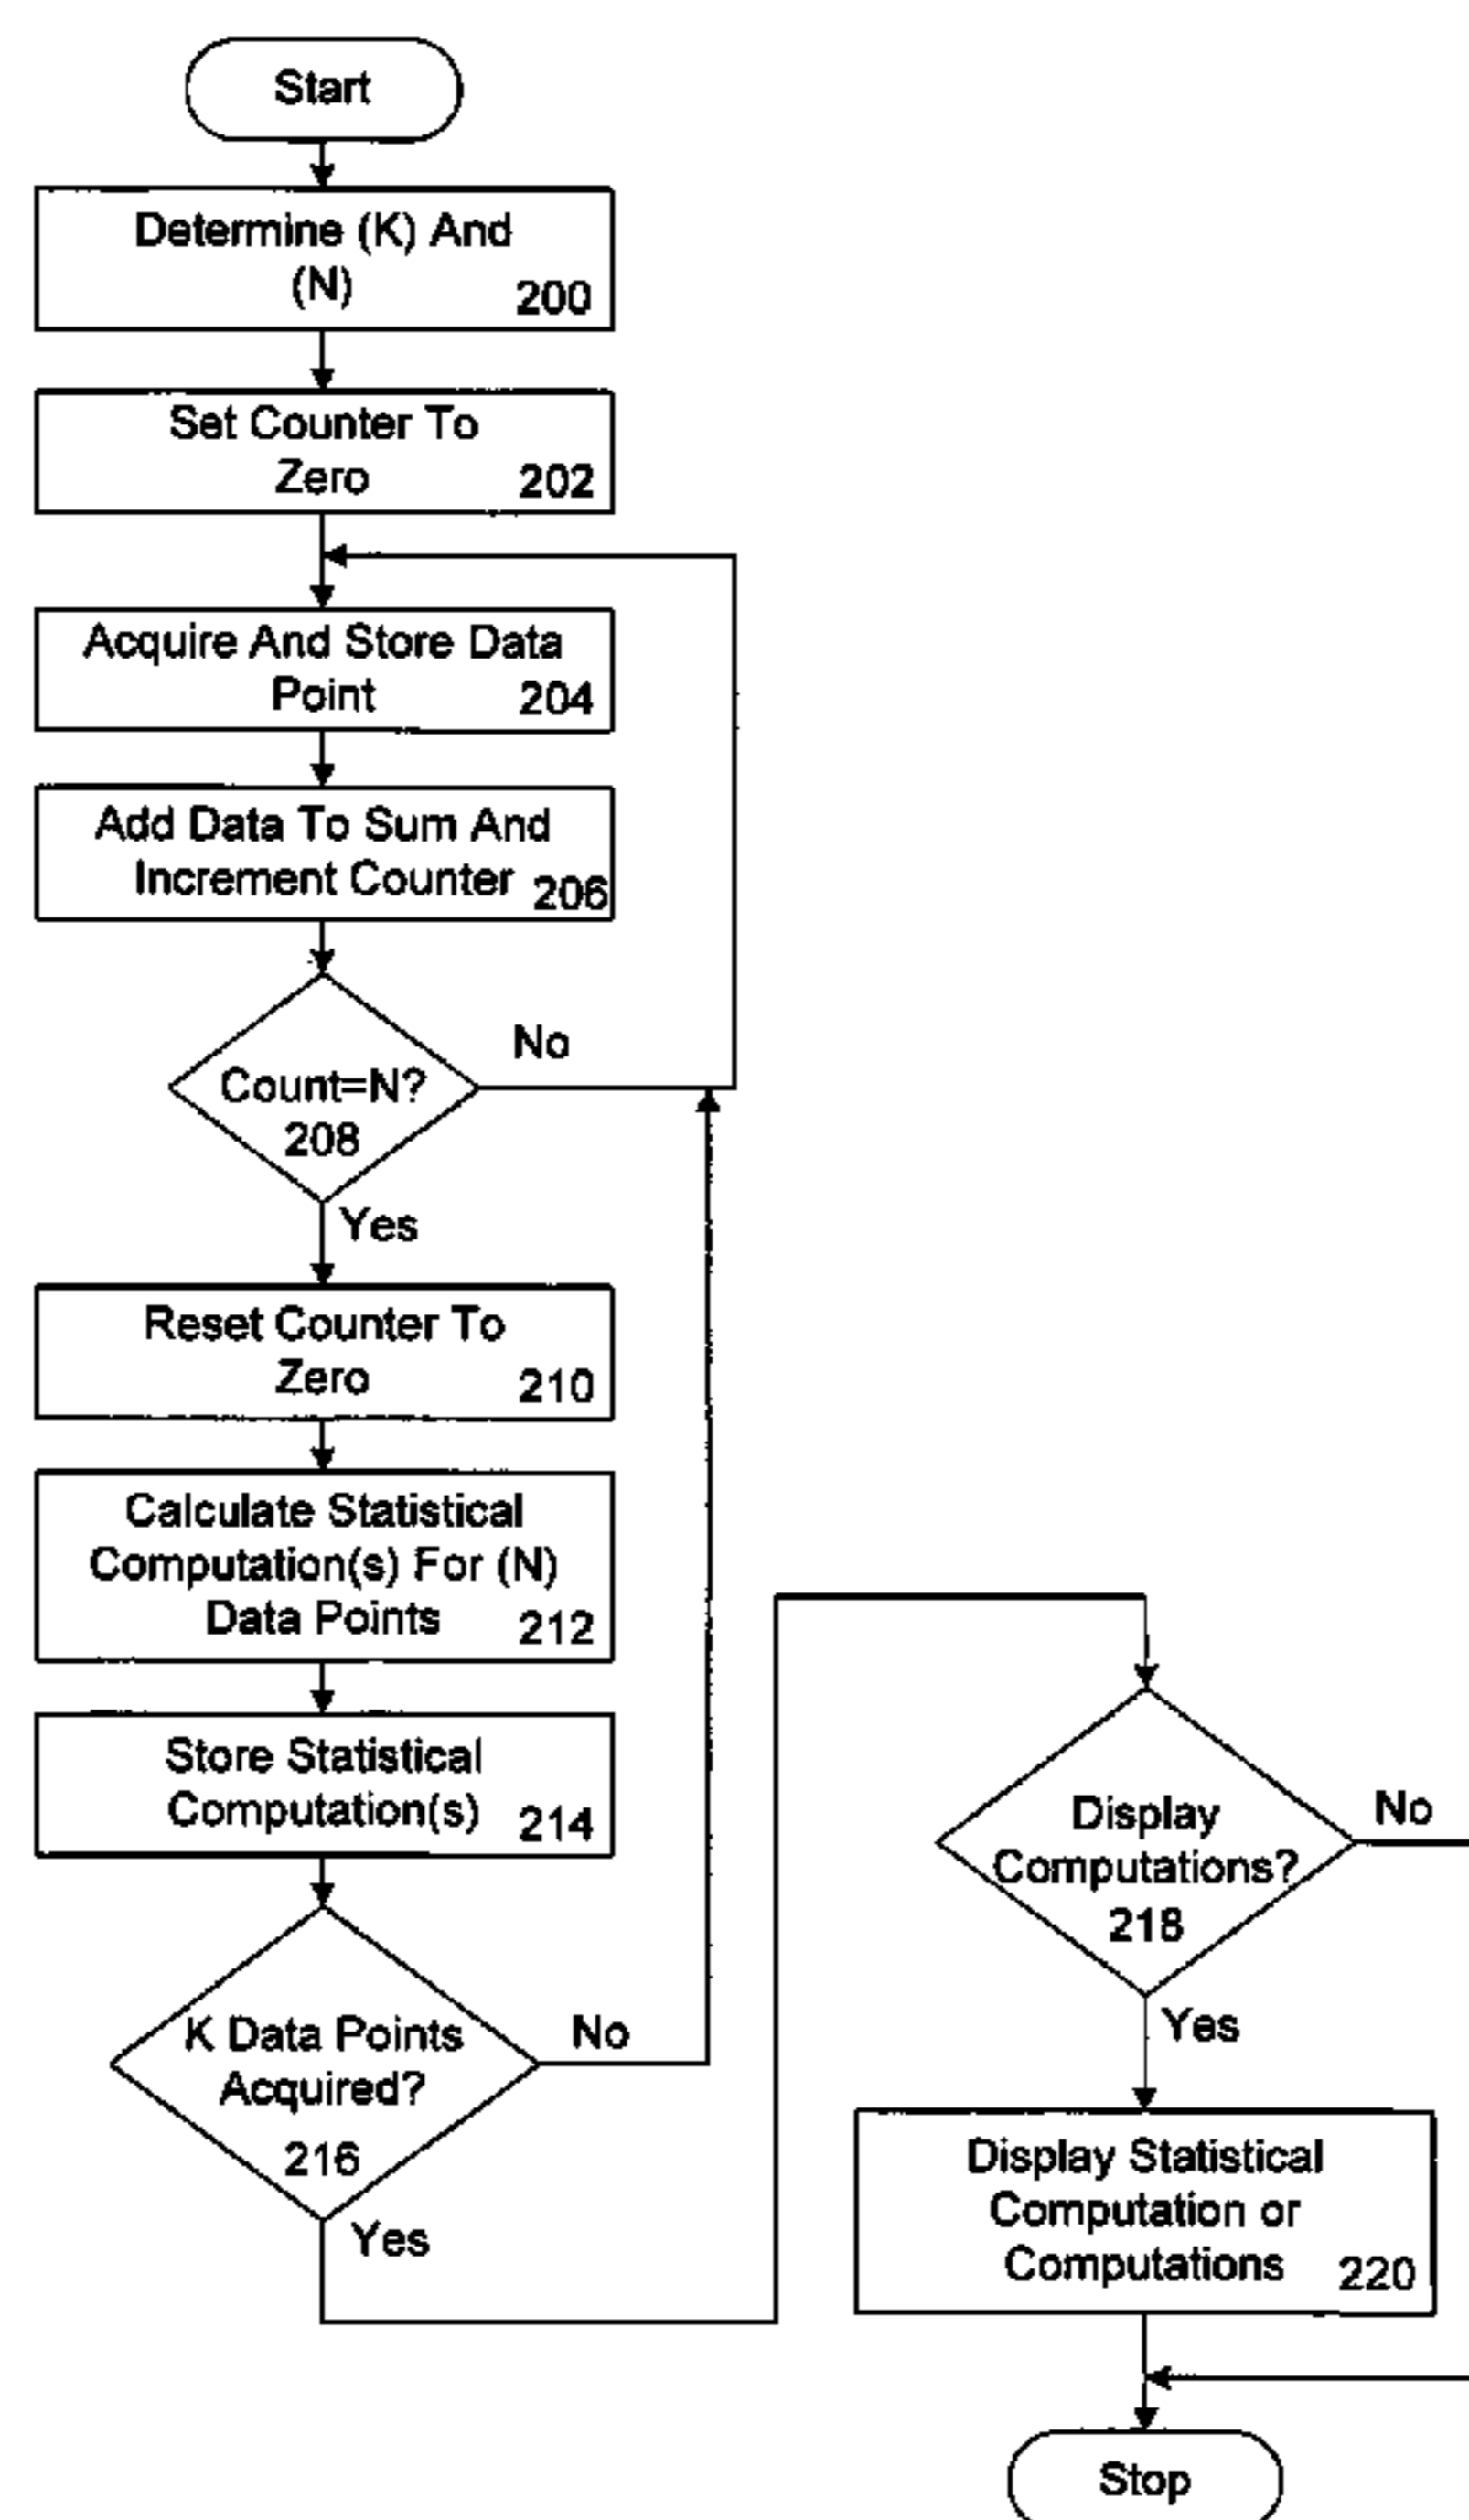 Start
Determine (K) And
(N)
200
Set Counter To
Zero
202
Acquire And Store Data
Point
204
Add Data To Sum And
Increment Counter
206
Count=N?
208
No
Yes
Reset Counter To
Zero
210
Calculate Statistical
Computation(s) For (N)
Data Points
212
Store Statistical
Computation(s)
214
K Data Points
Acquired?
216
No
Yes
Display
Computations?
218
No
Yes
Display Statistical
Computation or
Computations
220
Stop